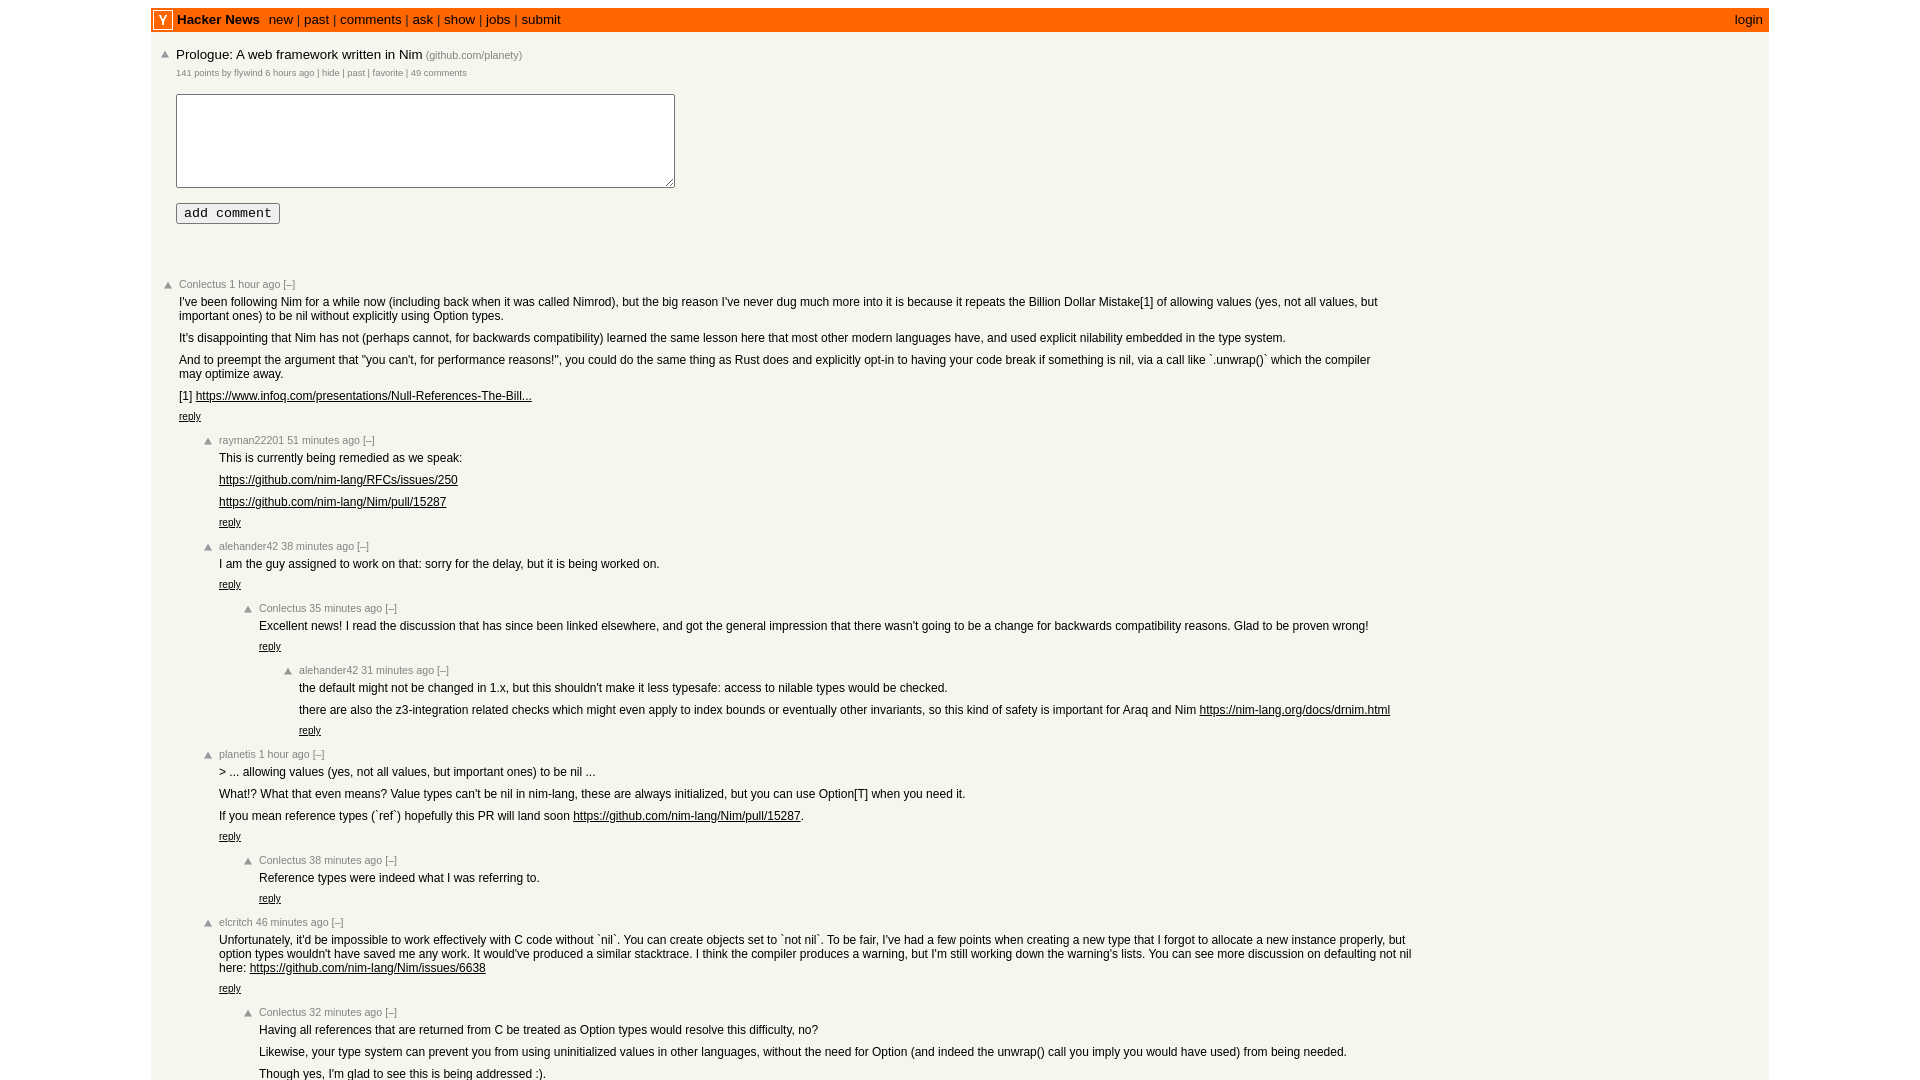 Y Hacker News new | past | comments | ask | show | jobs | submit login
Prologue: A web framework written in Nim (github.com/planety)
141 points by flywind 6 hours ago | hide | past | favorite | 49 comments
add comment
Conlectus 1 hour ago [–]
I've been following Nim for a while now (including back when it was called Nimrod), but the big reason I've never dug much more into it is because it repeats the Billion Dollar Mistake[1] of allowing values (yes, not all values, but
important ones) to be nil without explicitly using Option types.
It's disappointing that Nim has not (perhaps cannot, for backwards compatibility) learned the same lesson here that most other modern languages have, and used explicit nilability embedded in the type system.
And to preempt the argument that "you can't, for performance reasons!", you could do the same thing as Rust does and explicitly opt-in to having your code break if something is nil, via a call like `.unwrap()` which the compiler
may optimize away.
[1] https://www.infoq.com/presentations/Null-References-The-Bill...
reply
rayman22201 51 minutes ago [–]
This is currently being remedied as we speak:
https://github.com/nim-lang/RFCs/issues/250
https://github.com/nim-lang/Nim/pull/15287
reply
alehander42 38 minutes ago [–]
I am the guy assigned to work on that: sorry for the delay, but it is being worked on.
reply
Conlectus 35 minutes ago [–]
Excellent news! I read the discussion that has since been linked elsewhere, and got the general impression that there wasn't going to be a change for backwards compatibility reasons. Glad to be proven wrong!
reply
alehander42 31 minutes ago [–]
the default might not be changed in 1.x, but this shouldn't make it less typesafe: access to nilable types would be checked.
there are also the z3-integration related checks which might even apply to index bounds or eventually other invariants, so this kind of safety is important for Araq and Nim https://nim-lang.org/docs/drnim.html
reply
planetis 1 hour ago [–]
> ... allowing values (yes, not all values, but important ones) to be nil ...
What!? What that even means? Value types can't be nil in nim-lang, these are always initialized, but you can use Option[T] when you need it.
If you mean reference types (`ref`) hopefully this PR will land soon https://github.com/nim-lang/Nim/pull/15287.
reply
Conlectus 38 minutes ago [–]
Reference types were indeed what I was referring to.
reply
elcritch 46 minutes ago [–]
Unfortunately, it'd be impossible to work effectively with C code without `nil`. You can create objects set to `not nil`. To be fair, I've had a few points when creating a new type that I forgot to allocate a new instance properly, but
option types wouldn't have saved me any work. It would've produced a similar stacktrace. I think the compiler produces a warning, but I'm still working down the warning's lists. You can see more discussion on defaulting not nil
here: https://github.com/nim-lang/Nim/issues/6638
reply
Conlectus 32 minutes ago [–]
Having all references that are returned from C be treated as Option types would resolve this difficulty, no?
Likewise, your type system can prevent you from using uninitialized values in other languages, without the need for Option (and indeed the unwrap() call you imply you would have used) from being needed.
Though yes, I'm glad to see this is being addressed :).